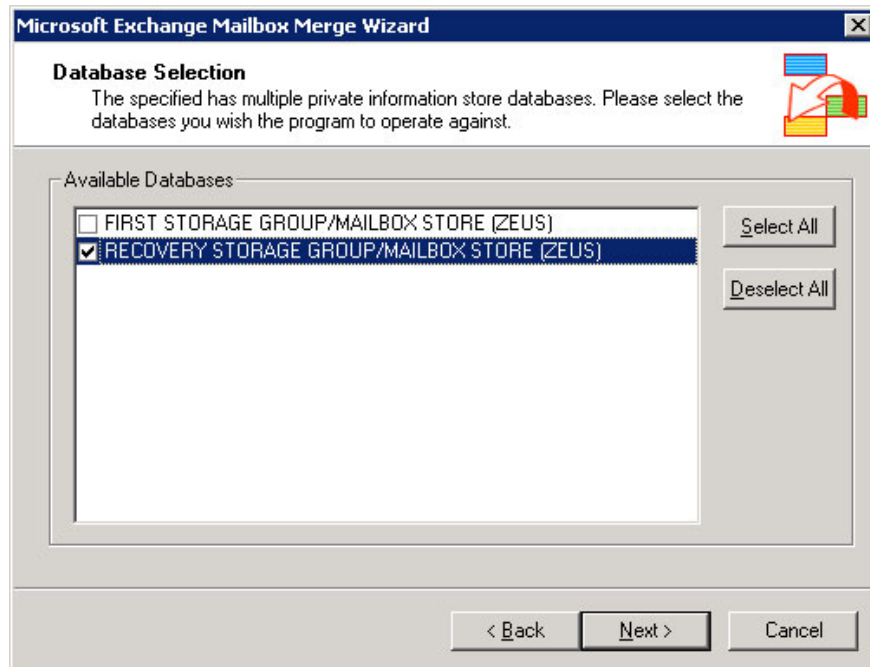 Microsoft Exchange Mailbox Merge Wizard
Database Selection
The specified has multiple private information store databases. Please select the
databases you wish the program to operate against.
Available Databases
FIRST STORAGE GROUP/MAILBOX STORE (ZEUS)
RECOVERY STORAGE GROUP/MAILBOX STORE (ZEUS)
Select All
Deselect All
< Back
Next >
Cancel